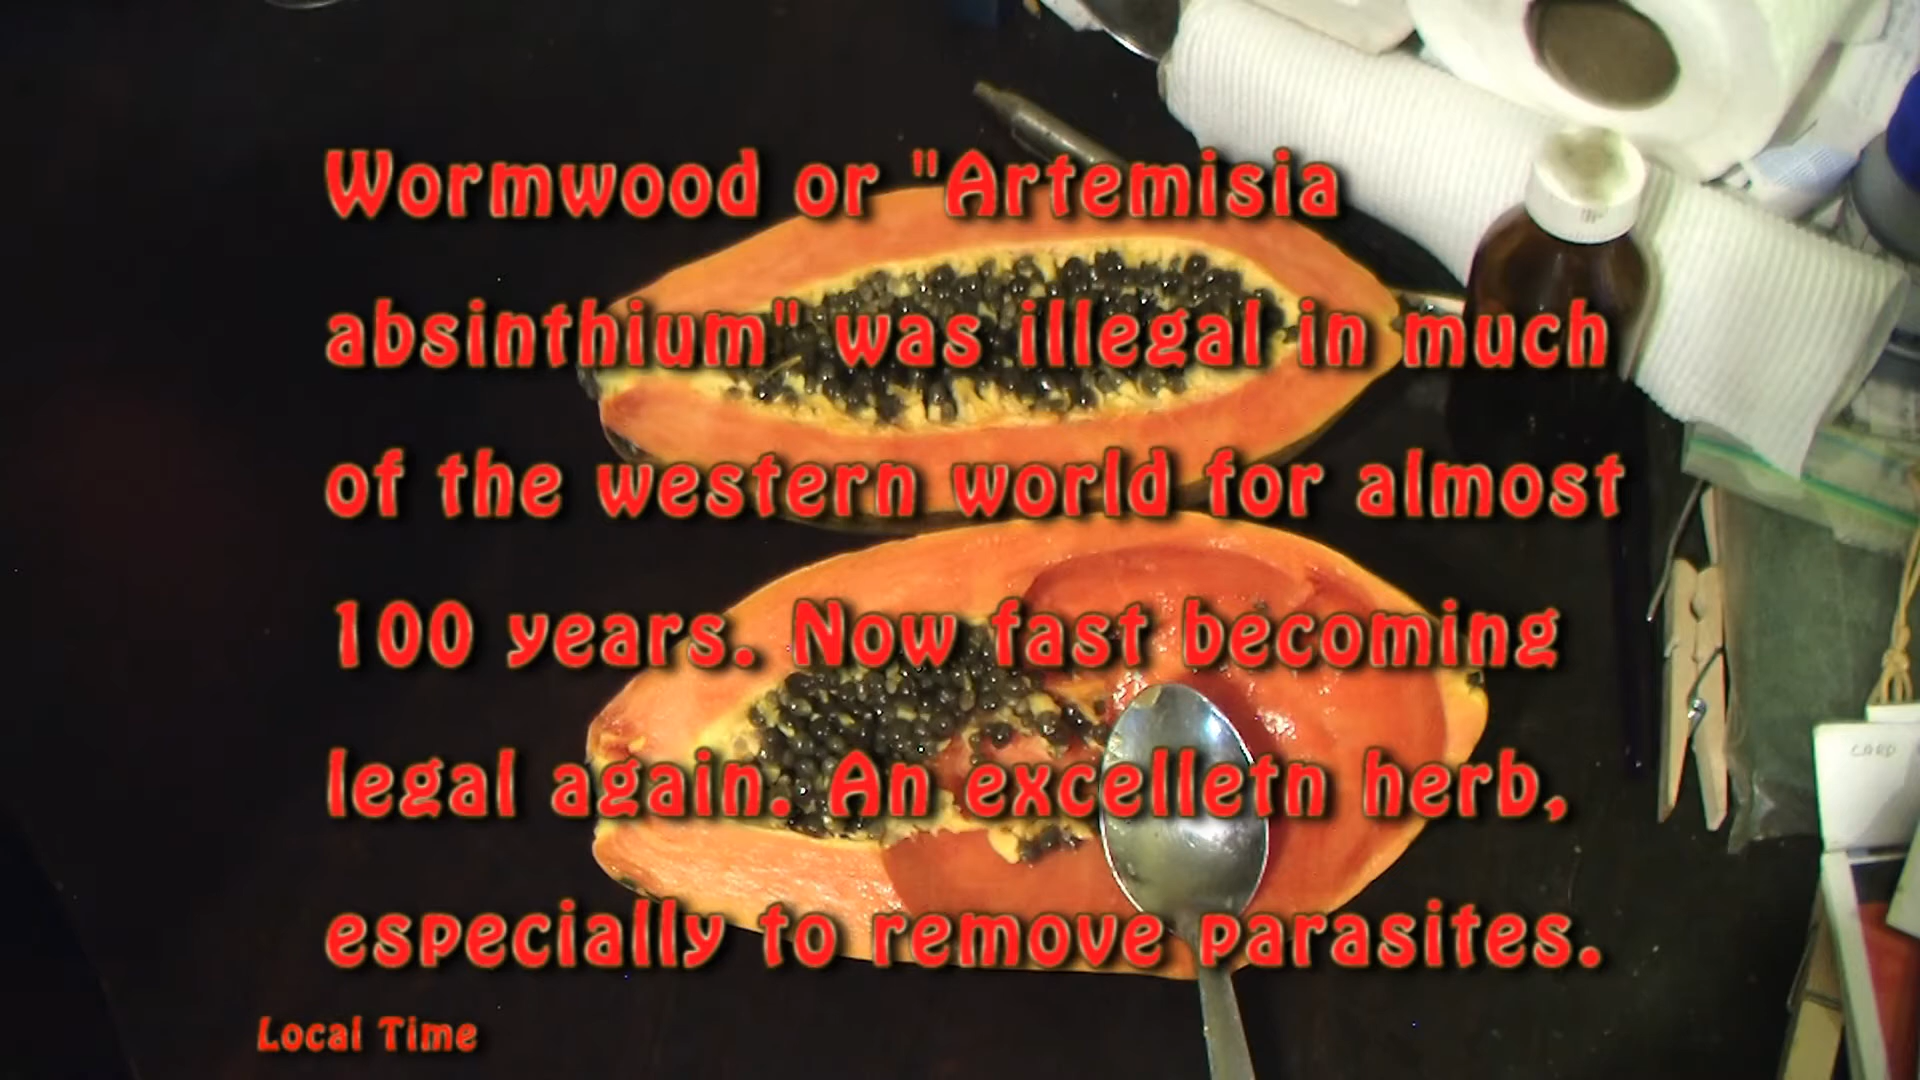 Wormwood or "Artemisia
absinthium" was illegal in much
of the western world for almost
100 years. Now fast becoming
legal again. An excelletn herb,
especially to remove parasites.
Local Time
CARD